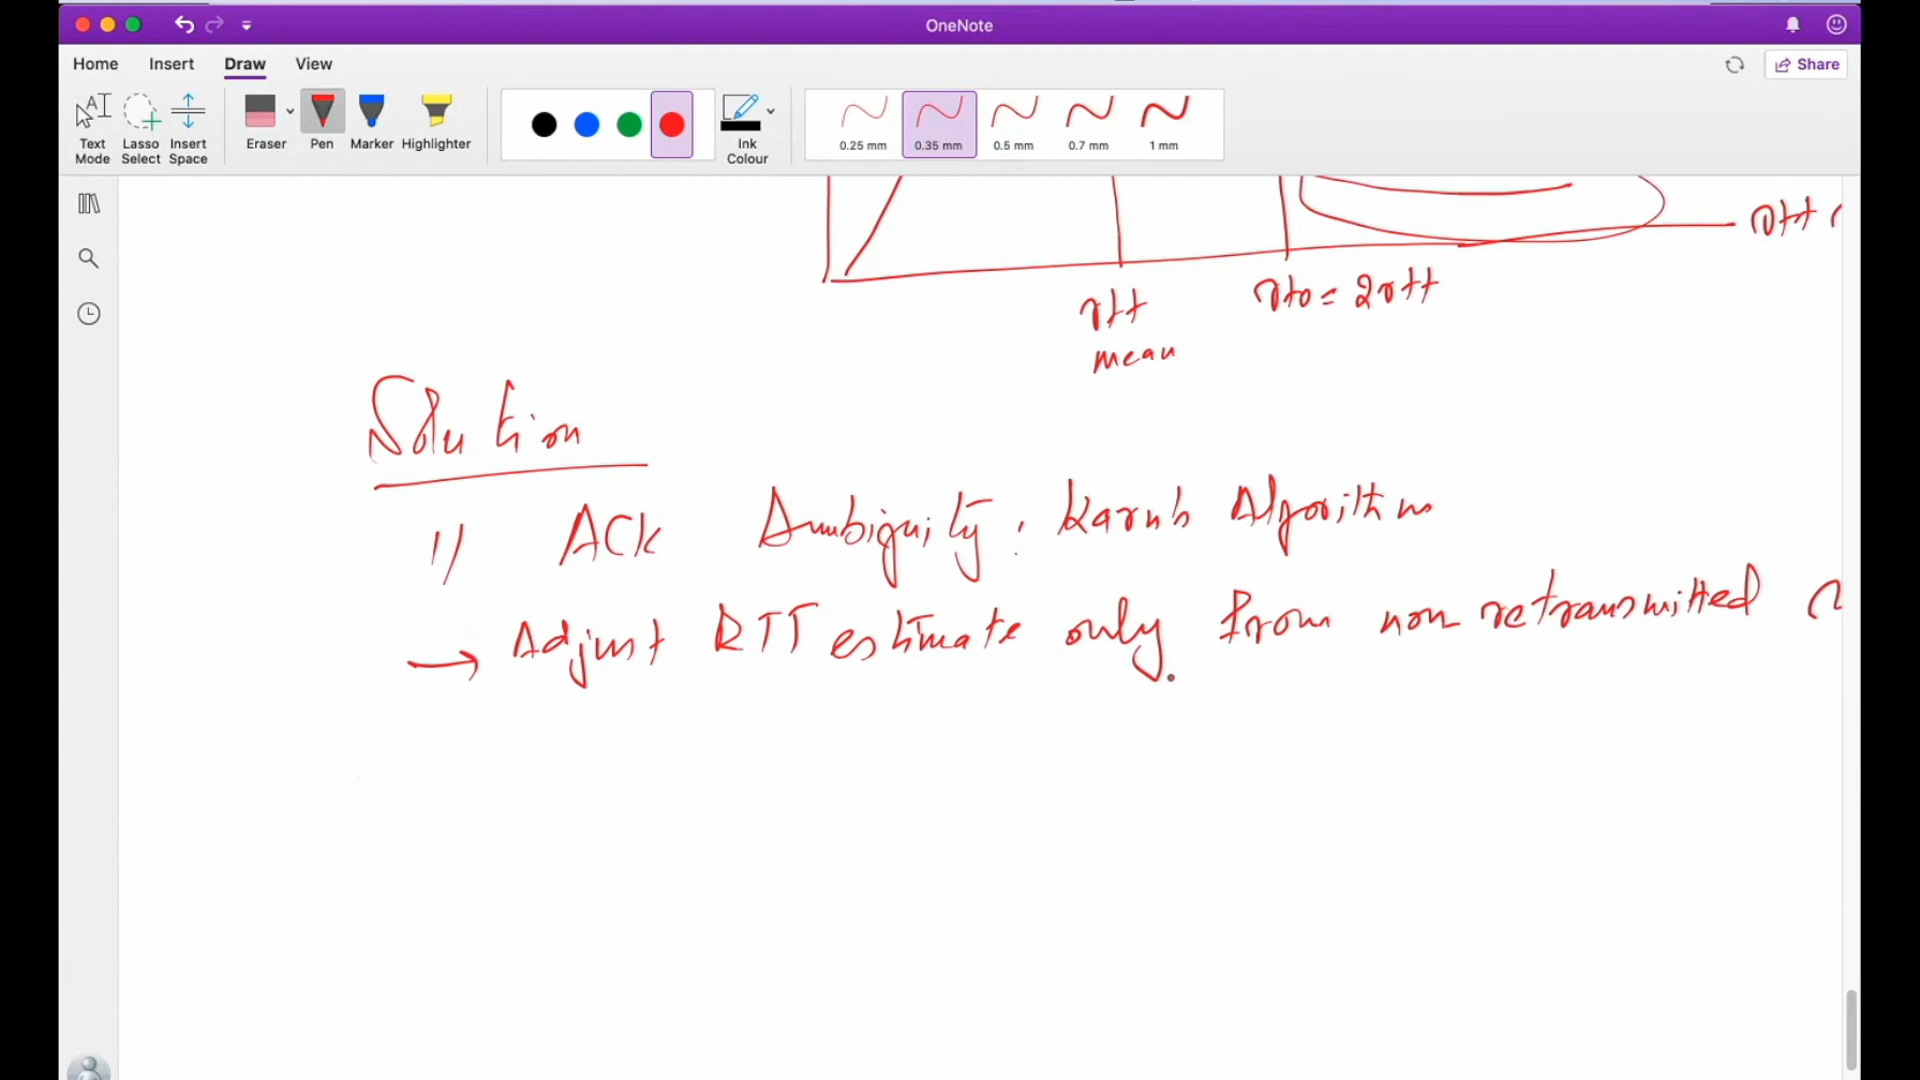 OneNote
Home Insert Draw View Share
Text Mode Lasso Select Insert Space Eraser Pen Marker Highlighter Ink Colour 0.25 mm 0.35 mm 0.5 mm 0.7 mm 1 mm
rtt
rtt mean
rto = 2rtt
Solution
1) ACK Ambiguity : Karn's Algorithm
→ Adjust RTT estimate only from non retransmitted